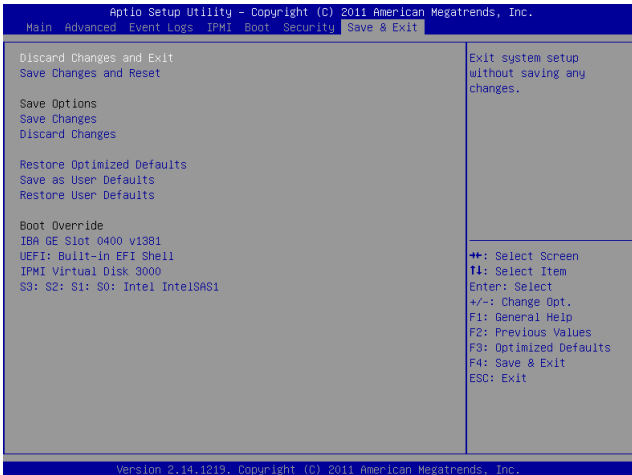 Aptio Setup Utility – Copyright (C) 2011 American Megatrends, Inc.
Main Advanced Event Logs IPMI Boot Security Save & Exit
Discard Changes and Exit
Save Changes and Reset
Save Options
Save Changes
Discard Changes
Restore Optimized Defaults
Save as User Defaults
Restore User Defaults
Boot Override
IBA GE Slot 0400 v1381
UEFI: Built-in EFI Shell
IPMI Virtual Disk 3000
S3: S2: S1: S0: Intel IntelSAS1
Exit system setup
without saving any
changes.
→←: Select Screen
↑↓: Select Item
Enter: Select
+/-: Change Opt.
F1: General Help
F2: Previous Values
F3: Optimized Defaults
F4: Save & Exit
ESC: Exit
Version 2.14.1219. Copyright (C) 2011 American Megatrends, Inc.